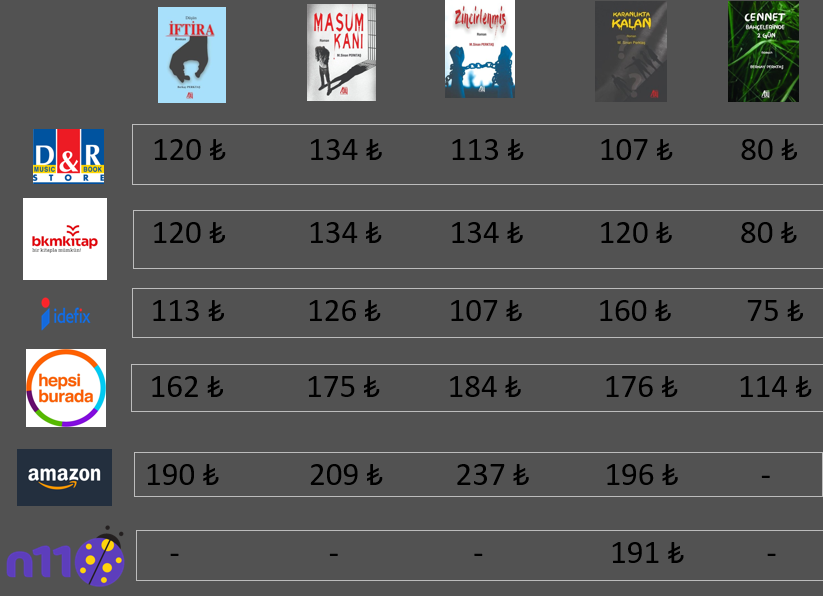 İFTİRA
Roman
MASUM
KANI
Roman
Zincirlenmiş
Roman
KARANLIKTA
KALAN
CENNET
BAHÇELERİNDE
2 GÜN
D&R
MUSIC BOOK
STORE
120 ₺ 134 ₺ 113 ₺ 107 ₺ 80 ₺
bkmkitap
bir kitapla mümkün!
120 ₺ 134 ₺ 134 ₺ 120 ₺ 80 ₺
idefix
113 ₺ 126 ₺ 107 ₺ 160 ₺ 75 ₺
hepsi
burada
162 ₺ 175 ₺ 184 ₺ 176 ₺ 114 ₺
amazon
190 ₺ 209 ₺ 237 ₺ 196 ₺ -
n11
- - - 191 ₺ -